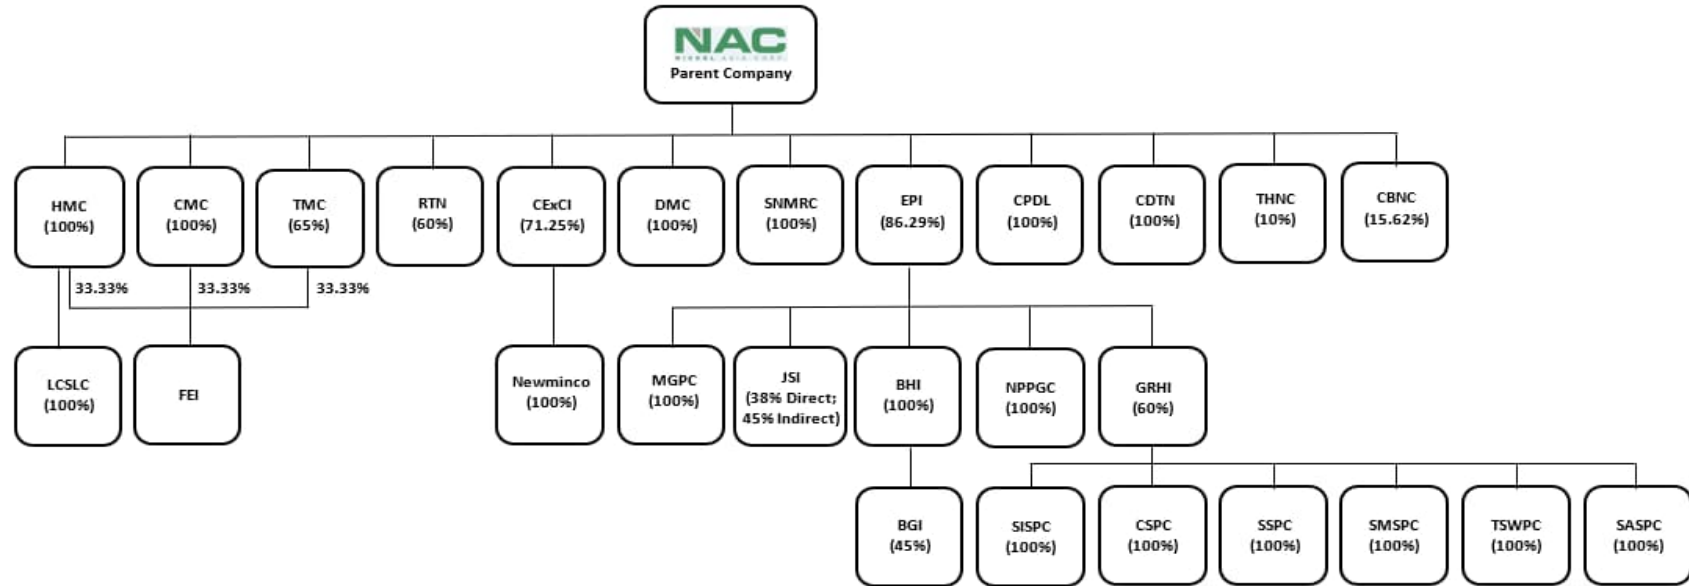 NAC
NICKEL ASIA CORP.
Parent Company
HMC
(100%)
CMC
(100%)
TMC
(65%)
RTN
(60%)
CExCI
(71.25%)
DMC
(100%)
SNMRC
(100%)
EPI
(86.29%)
CPDL
(100%)
CDTN
(100%)
THNC
(10%)
CBNC
(15.62%)
33.33%
33.33%
33.33%
LCSLC
(100%)
FEI
Newminco
(100%)
MGPC
(100%)
JSI
(38% Direct;
45% Indirect)
BHI
(100%)
NPPGC
(100%)
GRHI
(60%)
BGI
(45%)
SISPC
(100%)
CSPC
(100%)
SSPC
(100%)
SMSPC
(100%)
TSWPC
(100%)
SASPC
(100%)